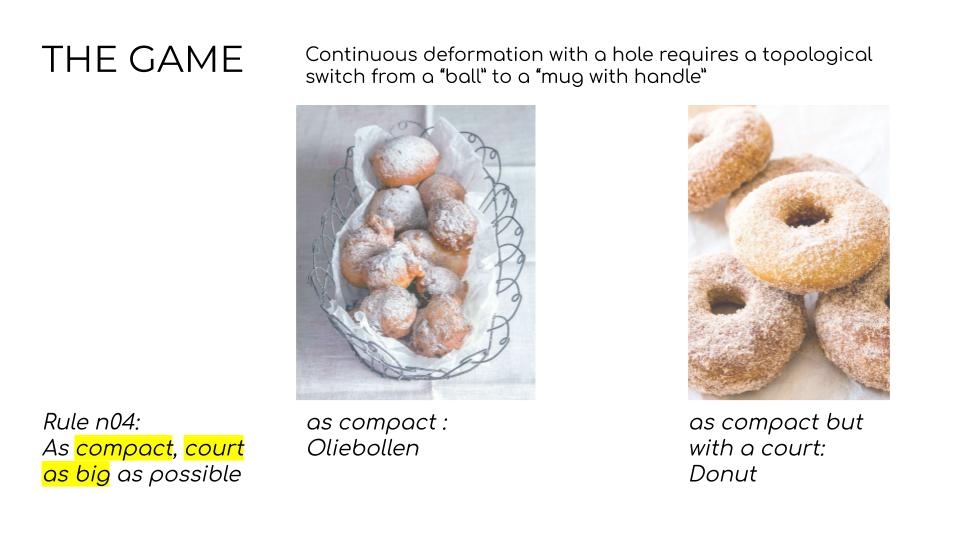 THE GAME
Continuous deformation with a hole requires a topological
switch from a “ball” to a “mug with handle”
Rule n04:
As compact, court
as big as possible
as compact :
Oliebollen
as compact but
with a court:
Donut